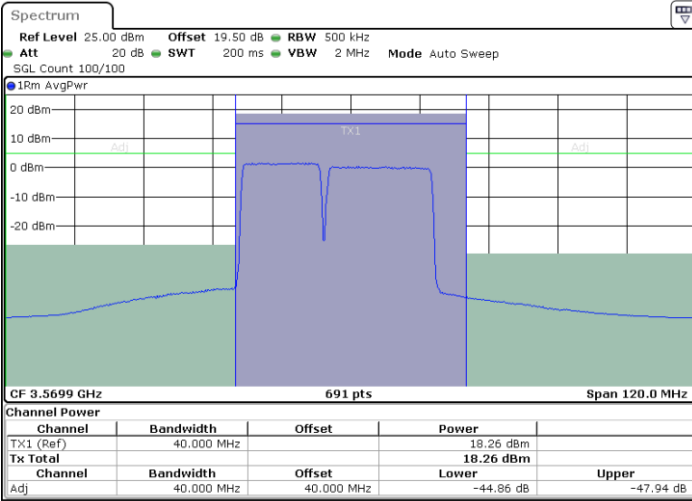 Spectrum
Ref Level 25.00 dBm Offset 19.50 dB RBW 500 kHz
Att 20 dB SWT 200 ms VBW 2 MHz Mode Auto Sweep
SGL Count 100/100
1Rm AvgPwr
20 dBm
TX1
10 dBm
Adj Adj
0 dBm
-10 dBm
-20 dBm
CF 3.5699 GHz 691 pts Span 120.0 MHz
Channel Power
Channel Bandwidth Offset Power
TX1 (Ref) 40.000 MHz 18.26 dBm
Tx Total 18.26 dBm
Channel Bandwidth Offset Lower Upper
Adj 40.000 MHz 40.000 MHz -44.86 dB -47.94 dB